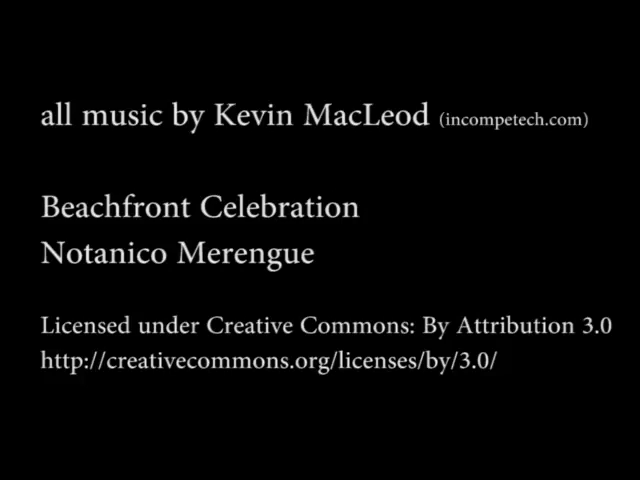 all music by Kevin MacLeod (incompetech.com)
Beachfront Celebration
Notanico Merengue
Licensed under Creative Commons: By Attribution 3.0
http://creativecommons.org/licenses/by/3.0/